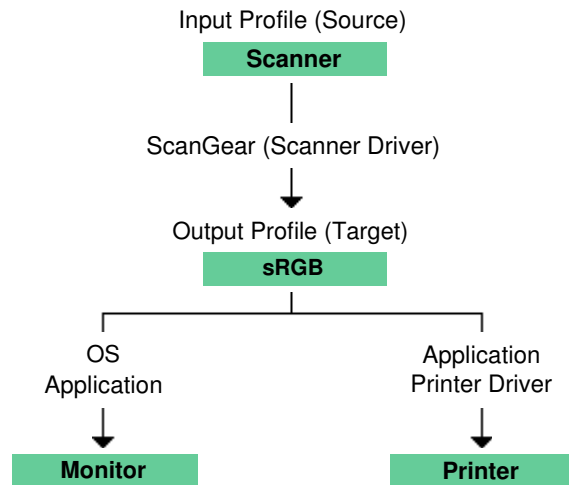 Input Profile (Source)
Scanner
ScanGear (Scanner Driver)
Output Profile (Target)
sRGB
OS
Application
Application
Printer Driver
Monitor
Printer